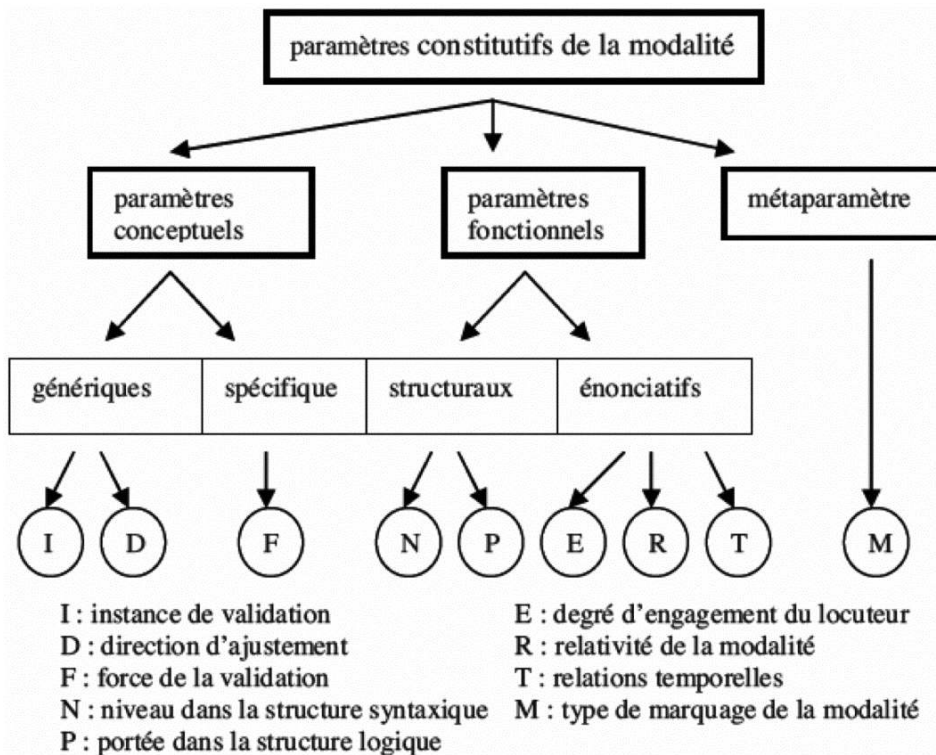 paramètres constitutifs de la modalité
paramètres
conceptuels
paramètres
fonctionnels
métaparamètre
génériques
spécifique
structuraux
énonciatifs
I
D
F
N
P
E
R
T
M
I : instance de validation
D : direction d'ajustement
F : force de la validation
N : niveau dans la structure syntaxique
P : portée dans la structure logique
E : degré d'engagement du locuteur
R : relativité de la modalité
T : relations temporelles
M : type de marquage de la modalité